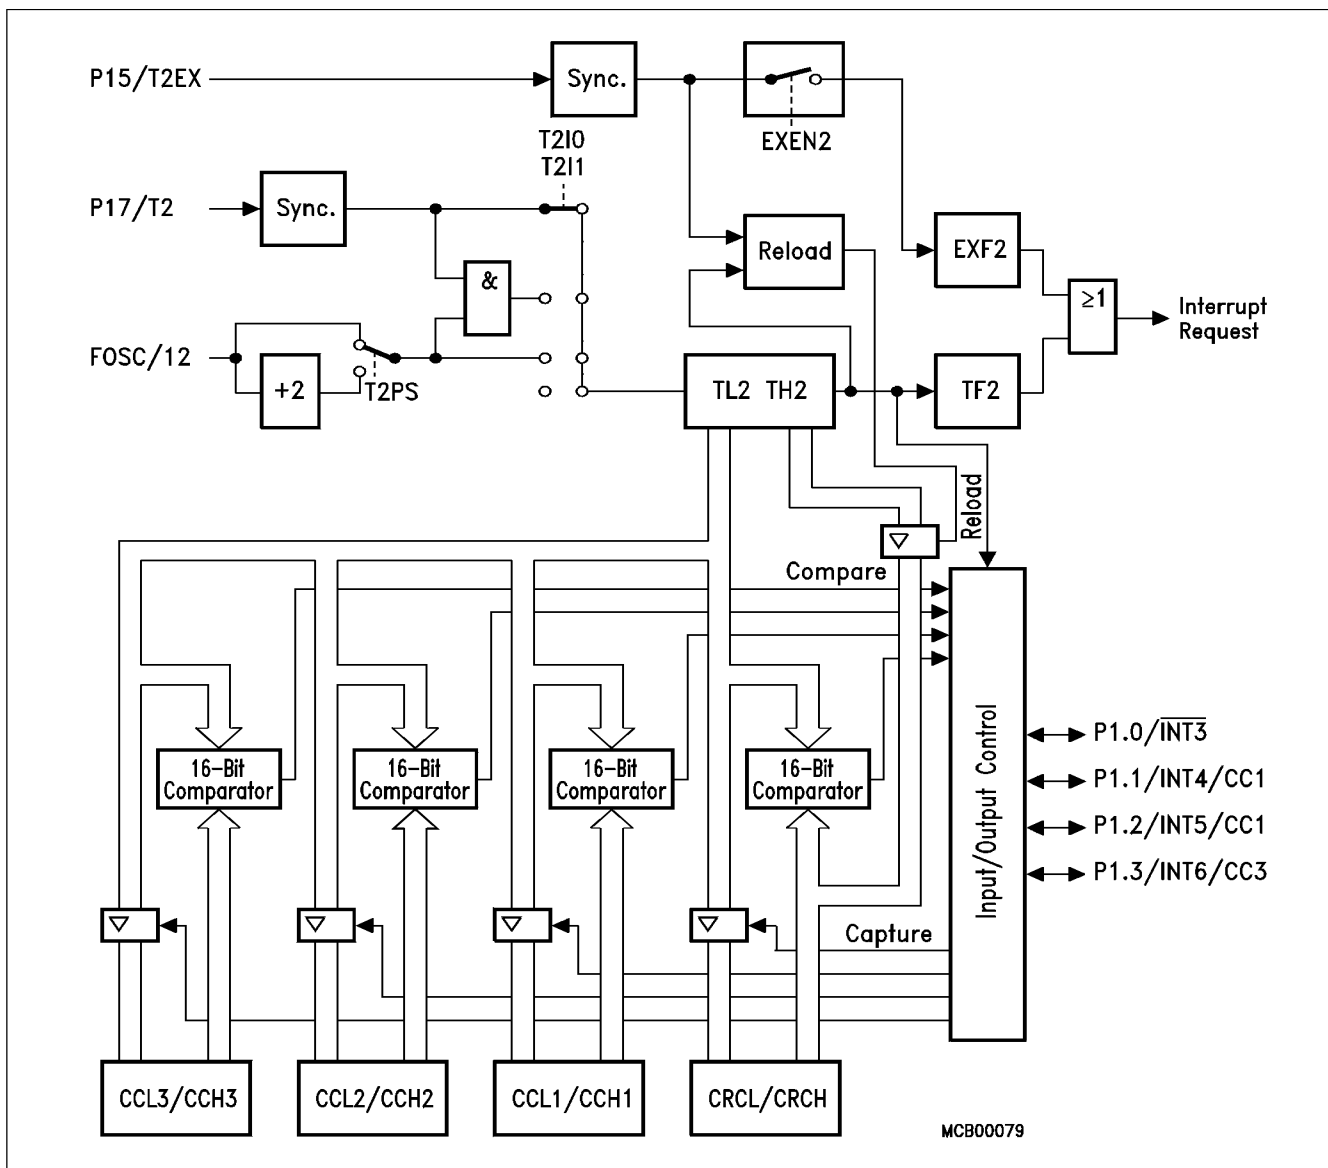 P15/T2EX
Sync.
EXEN2
T2I0
T2I1
P17/T2
Sync.
&
Reload
EXF2
≥1
Interrupt
Request
FOSC/12
+2
T2PS
TL2 TH2
TF2
Reload
Compare
16-Bit
Comparator
16-Bit
Comparator
16-Bit
Comparator
16-Bit
Comparator
Input/Output Control
P1.0/I̅N̅T̅3̅
P1.1/INT4/CC1
P1.2/INT5/CC1
P1.3/INT6/CC3
Capture
CCL3/CCH3
CCL2/CCH2
CCL1/CCH1
CRCL/CRCH
MCB00079